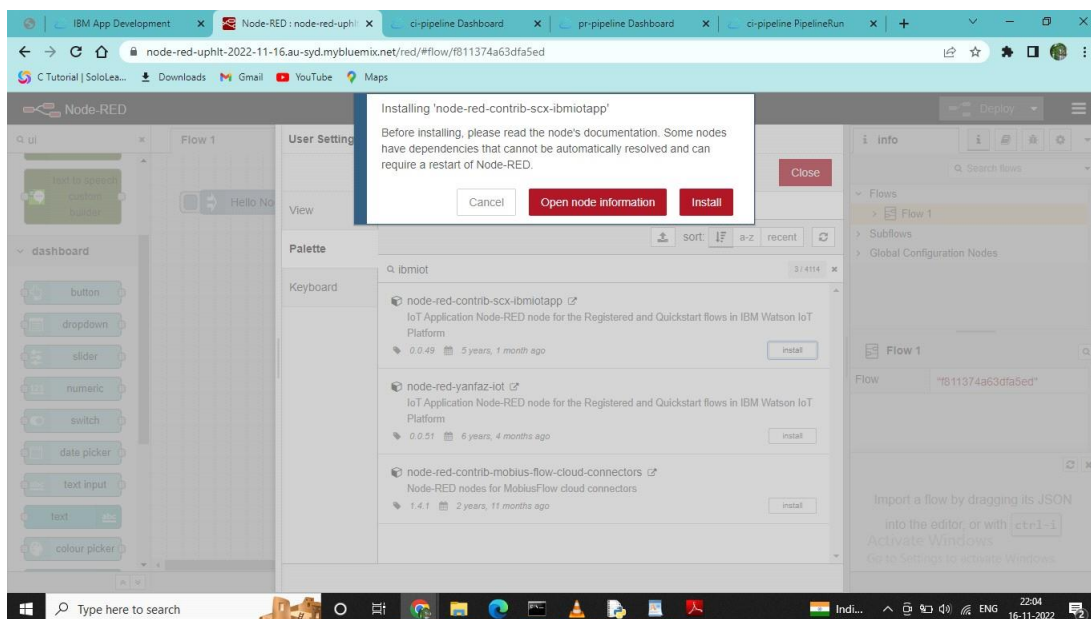 IBM App Development
Node-RED : node-red-uphl
ci-pipeline Dashboard
pr-pipeline Dashboard
ci-pipeline PipelineRun
node-red-uphlt-2022-11-16.au-syd.mybluemix.net/red/#flow/f811374a63dfa5ed
C Tutorial | SoloLea...
Downloads
Gmail
YouTube
Maps
Node-RED
Deploy
ui
text to speech
custom
builder
dashboard
button
dropdown
slider
numeric
switch
date picker
text input
text
abc
colour picker
Flow 1
Hello No
User Setting
View
Palette
Keyboard
Installing 'node-red-contrib-scx-ibmiotapp'
Before installing, please read the node's documentation. Some nodes
have dependencies that cannot be automatically resolved and can
require a restart of Node-RED.
Cancel
Open node information
Install
Close
sort:
a-z
recent
ibmiot
3 / 4114
node-red-contrib-scx-ibmiotapp
IoT Application Node-RED node for the Registered and Quickstart flows in IBM Watson IoT
Platform
0.0.49 5 years, 1 month ago
install
node-red-yanfaz-iot
IoT Application Node-RED node for the Registered and Quickstart flows in IBM Watson IoT
Platform
0.0.51 6 years, 4 months ago
install
node-red-contrib-mobius-flow-cloud-connectors
Node-RED nodes for MobiusFlow cloud connectors
1.4.1 2 years, 11 months ago
install
info
Search flows
Flows
Flow 1
Subflows
Global Configuration Nodes
Flow 1
Flow
"f811374a63dfa5ed"
Import a flow by dragging its JSON
into the editor, or with ctrl-i
Activate Windows
Go to Settings to activate Windows.
Type here to search
Indi...
ENG
22:04
16-11-2022
2